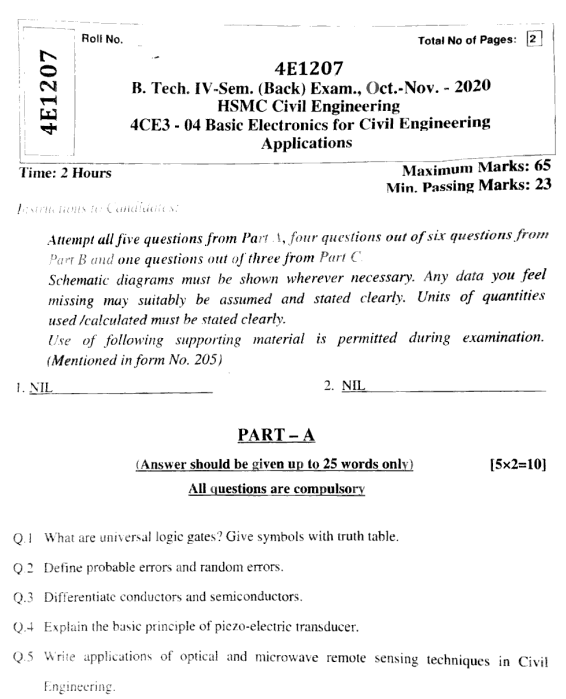 4E1207
Roll No.
Total No of Pages: 2
4E1207
B. Tech. IV-Sem. (Back) Exam., Oct.-Nov. - 2020
HSMC Civil Engineering
4CE3 - 04 Basic Electronics for Civil Engineering
Applications
Time: 2 Hours
Maximum Marks: 65
Min. Passing Marks: 23
Instructions to Candidates:
Attempt all five questions from Part A, four questions out of six questions from
Part B and one questions out of three from Part C
Schematic diagrams must be shown wherever necessary. Any data you feel
missing may suitably be assumed and stated clearly. Units of quantities
used /calculated must be stated clearly.
Use of following supporting material is permitted during examination.
(Mentioned in form No. 205)
1. NIL
2. NIL
PART – A
(Answer should be given up to 25 words only)
[5×2=10]
All questions are compulsory
Q.1 What are universal logic gates? Give symbols with truth table.
Q.2 Define probable errors and random errors.
Q.3 Differentiate conductors and semiconductors.
Q.4 Explain the basic principle of piezo-electric transducer.
Q.5 Write applications of optical and microwave remote sensing techniques in Civil
Engineering.